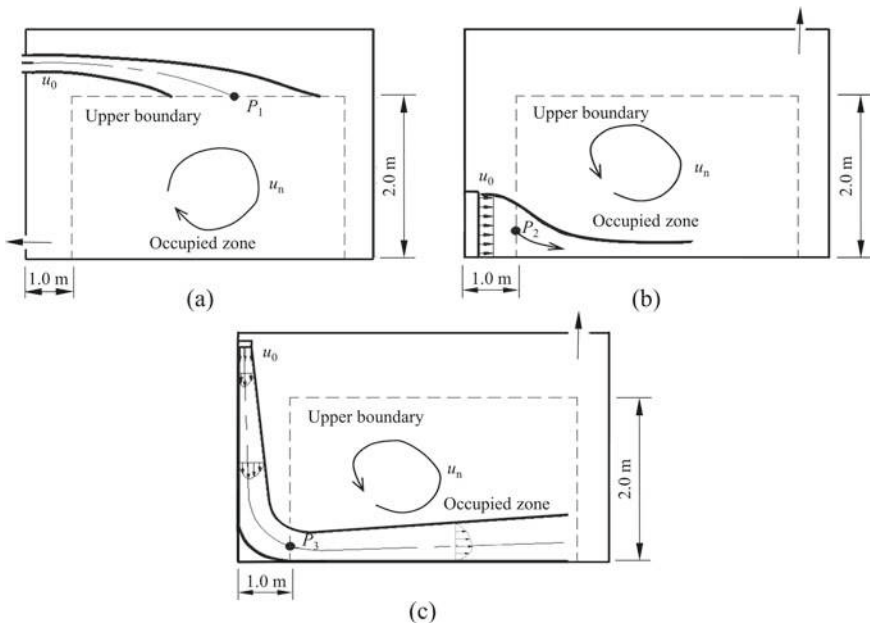 u0
P1
Upper boundary
un
Occupied zone
2.0 m
1.0 m
(a)
Upper boundary
u0
un
Occupied zone
P2
2.0 m
1.0 m
(b)
u0
Upper boundary
un
Occupied zone
P3
2.0 m
1.0 m
(c)